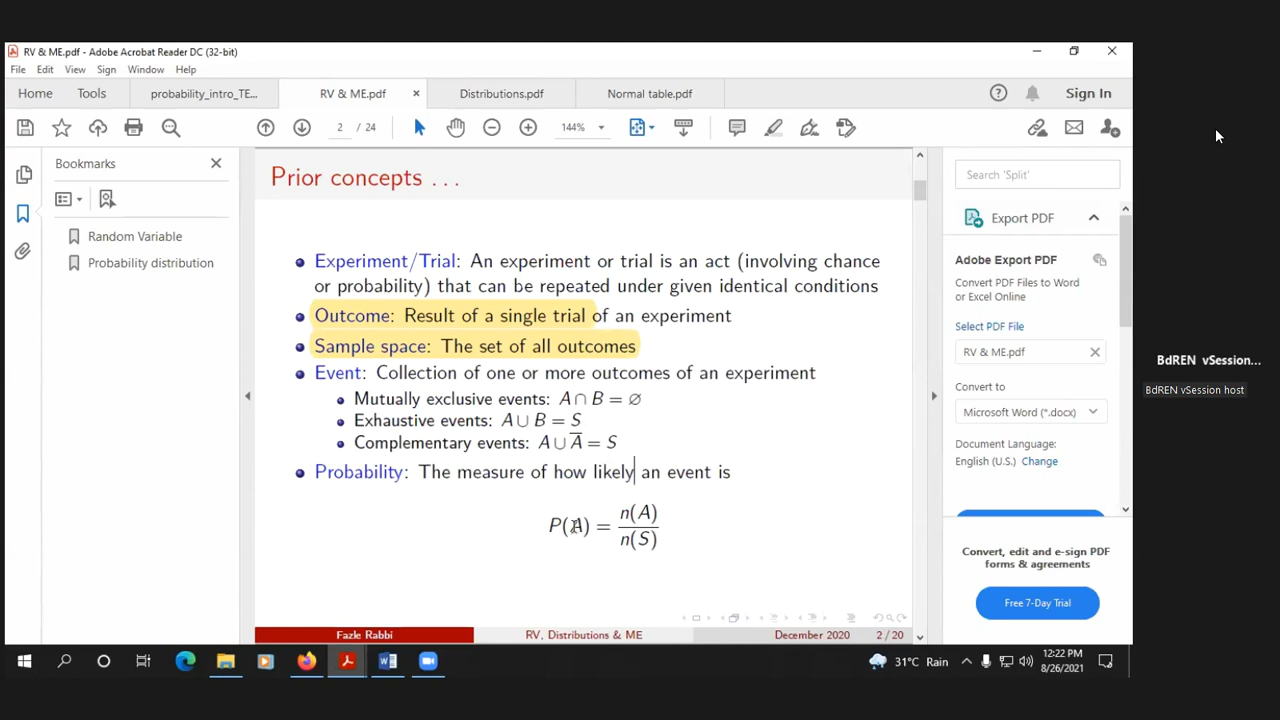 RV & ME.pdf - Adobe Acrobat Reader DC (32-bit)
File Edit View Sign Window Help
Home Tools probability_intro_TE... RV & ME.pdf × Distributions.pdf Normal table.pdf Sign In
2 / 24 144%
Bookmarks
Random Variable
Probability distribution
Prior concepts . . .
Experiment/Trial: An experiment or trial is an act (involving chance
or probability) that can be repeated under given identical conditions
Outcome: Result of a single trial of an experiment
Sample space: The set of all outcomes
Event: Collection of one or more outcomes of an experiment
Mutually exclusive events: A ∩ B = ∅
Exhaustive events: A ∪ B = S
Complementary events: A ∪ A̅ = S
Probability: The measure of how likely an event is
P(A) = n(A)
n(S)
Fazle Rabbi RV, Distributions & ME December 2020 2 / 20
Search 'Split'
Export PDF
Adobe Export PDF
Convert PDF Files to Word
or Excel Online
Select PDF File
RV & ME.pdf
Convert to
Microsoft Word (*.docx)
Document Language:
English (U.S.) Change
Convert, edit and e-sign PDF
forms & agreements
Free 7-Day Trial
BdREN vSession...
BdREN vSession host
31°C Rain
12:22 PM
8/26/2021